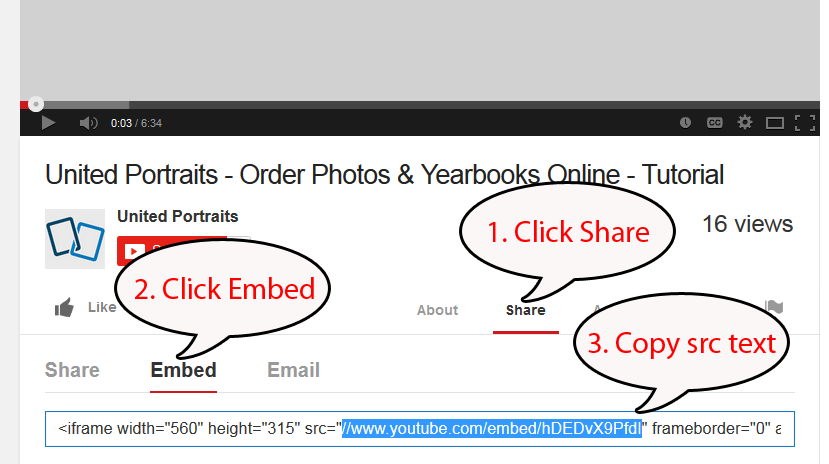 0:03 / 6:34
CC
United Portraits - Order Photos & Yearbooks Online - Tutorial
United Portraits
16 views
1. Click Share
2. Click Embed
Like
About
Share
3. Copy src text
Share
Embed
Email
<iframe width="560" height="315" src="//www.youtube.com/embed/hDEDvX9PfdI" frameborder="0" a